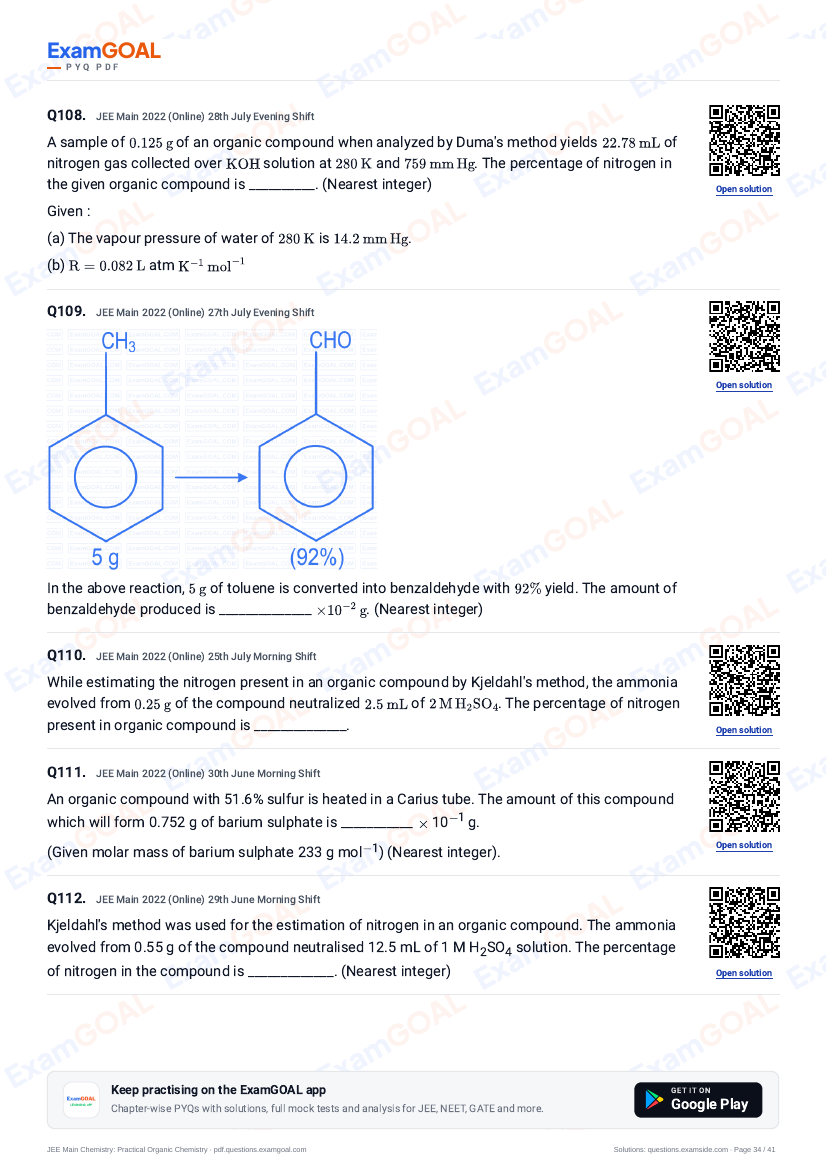 ExamGOAL
PYQ PDF
Q108. JEE Main 2022 (Online) 28th July Evening Shift
A sample of 0.125 g of an organic compound when analyzed by Duma's method yields 22.78 mL of
nitrogen gas collected over KOH solution at 280 K and 759 mm Hg. The percentage of nitrogen in
the given organic compound is __________. (Nearest integer)
Open solution
Given :
(a) The vapour pressure of water of 280 K is 14.2 mm Hg.
(b) R = 0.082 L atm K⁻¹ mol⁻¹
Q109. JEE Main 2022 (Online) 27th July Evening Shift
Open solution
CH₃ CHO
5 g (92%)
In the above reaction, 5 g of toluene is converted into benzaldehyde with 92% yield. The amount of
benzaldehyde produced is ______________ ×10⁻² g. (Nearest integer)
Q110. JEE Main 2022 (Online) 25th July Morning Shift
While estimating the nitrogen present in an organic compound by Kjeldahl's method, the ammonia
evolved from 0.25 g of the compound neutralized 2.5 mL of 2 M H₂SO₄. The percentage of nitrogen
present in organic compound is ______________.
Open solution
Q111. JEE Main 2022 (Online) 30th June Morning Shift
An organic compound with 51.6% sulfur is heated in a Carius tube. The amount of this compound
which will form 0.752 g of barium sulphate is ___________ × 10⁻¹ g.
Open solution
(Given molar mass of barium sulphate 233 g mol⁻¹) (Nearest integer).
Q112. JEE Main 2022 (Online) 29th June Morning Shift
Kjeldahl's method was used for the estimation of nitrogen in an organic compound. The ammonia
evolved from 0.55 g of the compound neutralised 12.5 mL of 1 M H₂SO₄ solution. The percentage
of nitrogen in the compound is _____________. (Nearest integer)
Open solution
ExamGOAL
Keep practising on the ExamGOAL app
Chapter-wise PYQs with solutions, full mock tests and analysis for JEE, NEET, GATE and more.
GET IT ON
Google Play
JEE Main Chemistry: Practical Organic Chemistry · pdf.questions.examgoal.com
Solutions: questions.examside.com · Page 34 / 41